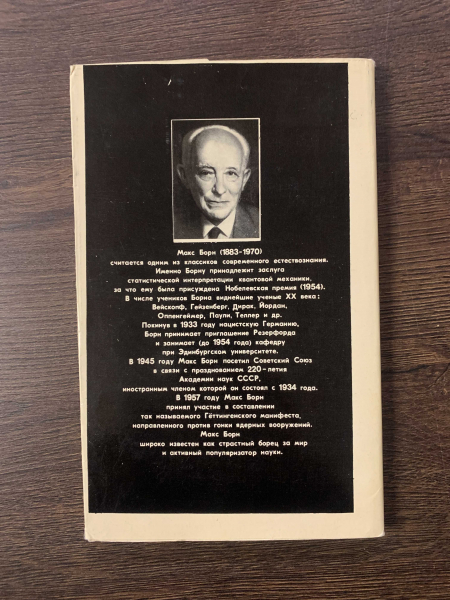 Макс Борн (1883-1970)
считается одним из классиков современного естествознания.
Именно Борну принадлежит заслуга
статистической интерпретации квантовой механики,
за что ему была присуждена Нобелевская премия (1954).
В числе учеников Борна виднейшие ученые XX века:
Вейскопф, Гейзенберг, Дирак, Йордан,
Оппенгеймер, Паули, Теллер и др.
Покинув в 1933 году нацистскую Германию,
Борн принимает приглашение Резерфорда
и занимает (до 1954 года) кафедру
при Эдинбургском университете.
В 1945 году Макс Борн посетил Советский Союз
в связи с празднованием 220-летия
Академии наук СССР,
иностранным членом которой он состоял с 1934 года.
В 1957 году Макс Борн
принял участие в составлении
так называемого Гёттингенского манифеста,
направленного против гонки ядерных вооружений.
Макс Борн
широко известен как страстный борец за мир
и активный популяризатор науки.